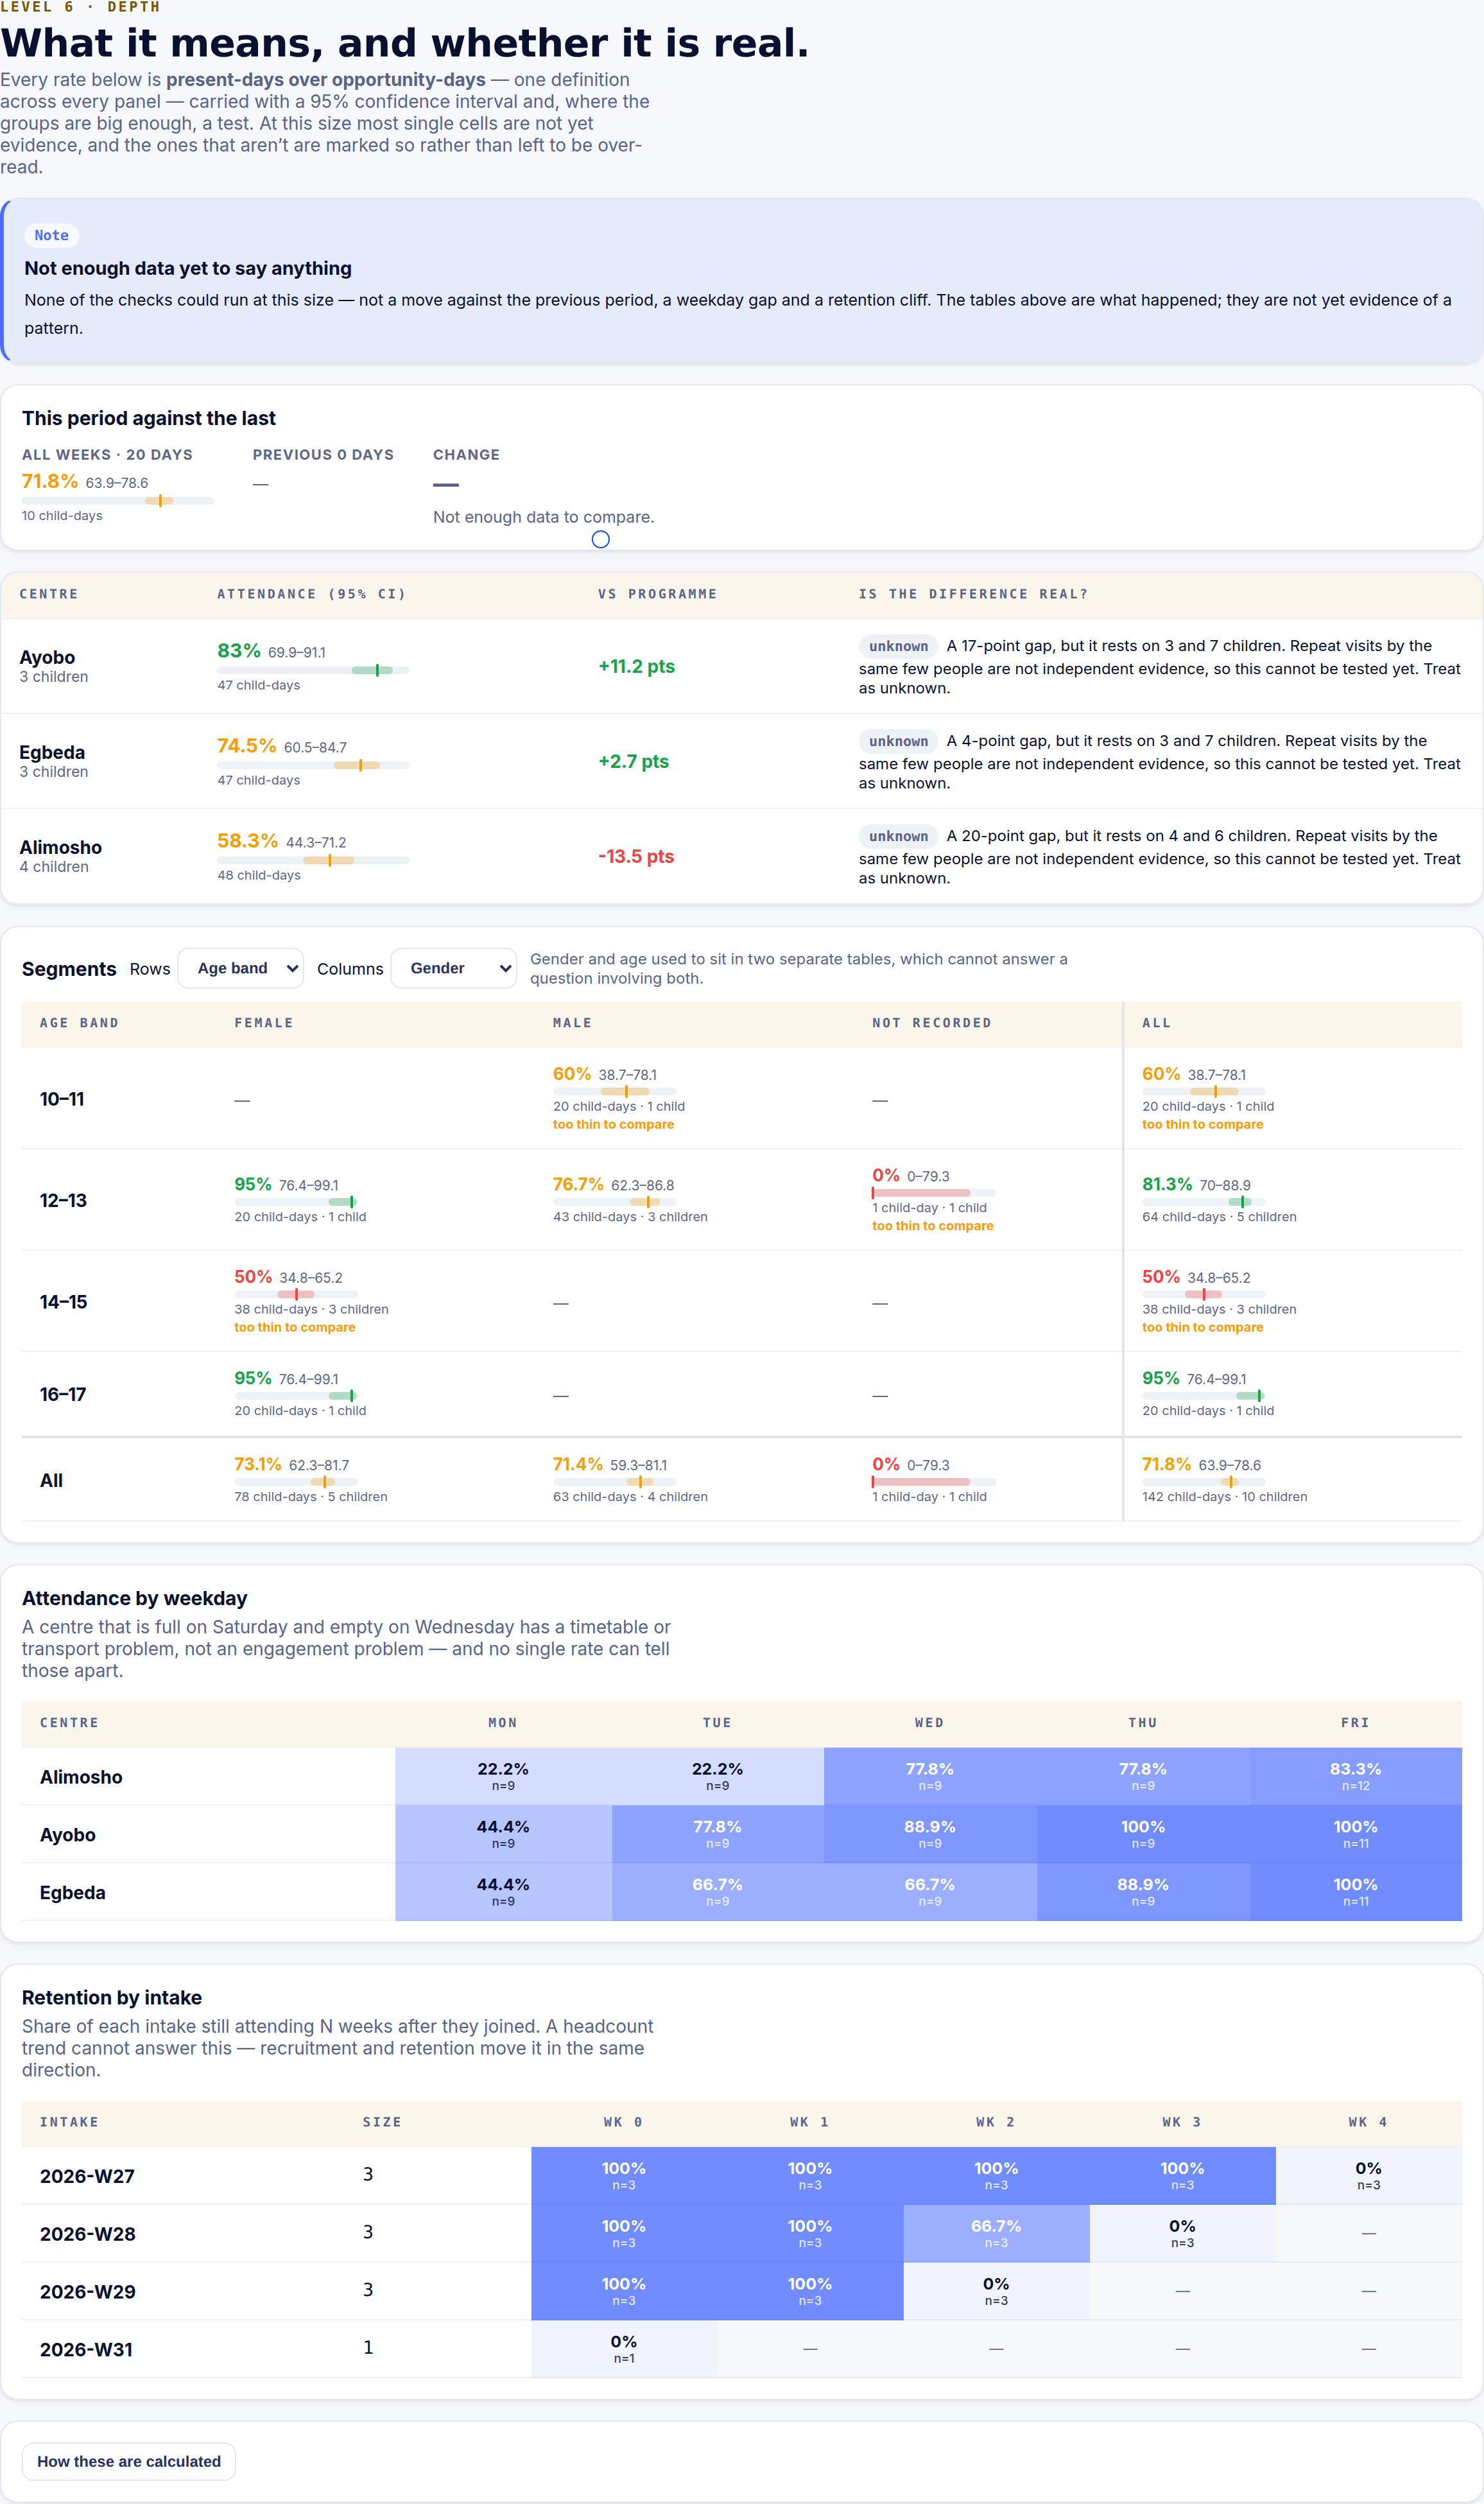 LEVEL 6 · DEPTH
What it means, and whether it is real.
Every rate below is present-days over opportunity-days — one definition
across every panel — carried with a 95% confidence interval and, where the
groups are big enough, a test. At this size most single cells are not yet
evidence, and the ones that aren’t are marked so rather than left to be over-
read.
Note
Not enough data yet to say anything
None of the checks could run at this size — not a move against the previous period, a weekday gap and a retention cliff. The tables above are what happened; they are not yet evidence of a
pattern.
This period against the last
ALL WEEKS · 20 DAYS PREVIOUS 0 DAYS CHANGE
71.8% 63.9–78.6 — —
10 child-days Not enough data to compare.
CENTRE ATTENDANCE (95% CI) VS PROGRAMME IS THE DIFFERENCE REAL?
Ayobo
3 children
83% 69.9–91.1
47 child-days
+11.2 pts
unknown A 17-point gap, but it rests on 3 and 7 children. Repeat visits by the
same few people are not independent evidence, so this cannot be tested yet. Treat
as unknown.
Egbeda
3 children
74.5% 60.5–84.7
47 child-days
+2.7 pts
unknown A 4-point gap, but it rests on 3 and 7 children. Repeat visits by the
same few people are not independent evidence, so this cannot be tested yet. Treat
as unknown.
Alimosho
4 children
58.3% 44.3–71.2
48 child-days
-13.5 pts
unknown A 20-point gap, but it rests on 4 and 6 children. Repeat visits by the
same few people are not independent evidence, so this cannot be tested yet. Treat
as unknown.
Segments Rows Age band Columns Gender
Gender and age used to sit in two separate tables, which cannot answer a
question involving both.
AGE BAND FEMALE MALE NOT RECORDED ALL
10–11
—
60% 38.7–78.1
20 child-days · 1 child
too thin to compare
—
60% 38.7–78.1
20 child-days · 1 child
too thin to compare
12–13
95% 76.4–99.1
20 child-days · 1 child
76.7% 62.3–86.8
43 child-days · 3 children
0% 0–79.3
1 child-day · 1 child
too thin to compare
81.3% 70–88.9
64 child-days · 5 children
14–15
50% 34.8–65.2
38 child-days · 3 children
too thin to compare
—
—
50% 34.8–65.2
38 child-days · 3 children
too thin to compare
16–17
95% 76.4–99.1
20 child-days · 1 child
—
—
95% 76.4–99.1
20 child-days · 1 child
All
73.1% 62.3–81.7
78 child-days · 5 children
71.4% 59.3–81.1
63 child-days · 4 children
0% 0–79.3
1 child-day · 1 child
71.8% 63.9–78.6
142 child-days · 10 children
Attendance by weekday
A centre that is full on Saturday and empty on Wednesday has a timetable or
transport problem, not an engagement problem — and no single rate can tell
those apart.
CENTRE MON TUE WED THU FRI
Alimosho 22.2% 22.2% 77.8% 77.8% 83.3%
n=9 n=9 n=9 n=9 n=12
Ayobo 44.4% 77.8% 88.9% 100% 100%
n=9 n=9 n=9 n=9 n=11
Egbeda 44.4% 66.7% 66.7% 88.9% 100%
n=9 n=9 n=9 n=9 n=11
Retention by intake
Share of each intake still attending N weeks after they joined. A headcount
trend cannot answer this — recruitment and retention move it in the same
direction.
INTAKE SIZE WK 0 WK 1 WK 2 WK 3 WK 4
2026-W27 3 100% 100% 100% 100% 0%
n=3 n=3 n=3 n=3 n=3
2026-W28 3 100% 100% 66.7% 0% —
n=3 n=3 n=3 n=3
2026-W29 3 100% 100% 0% — —
n=3 n=3 n=3
2026-W31 1 0% — — — —
n=1
How these are calculated